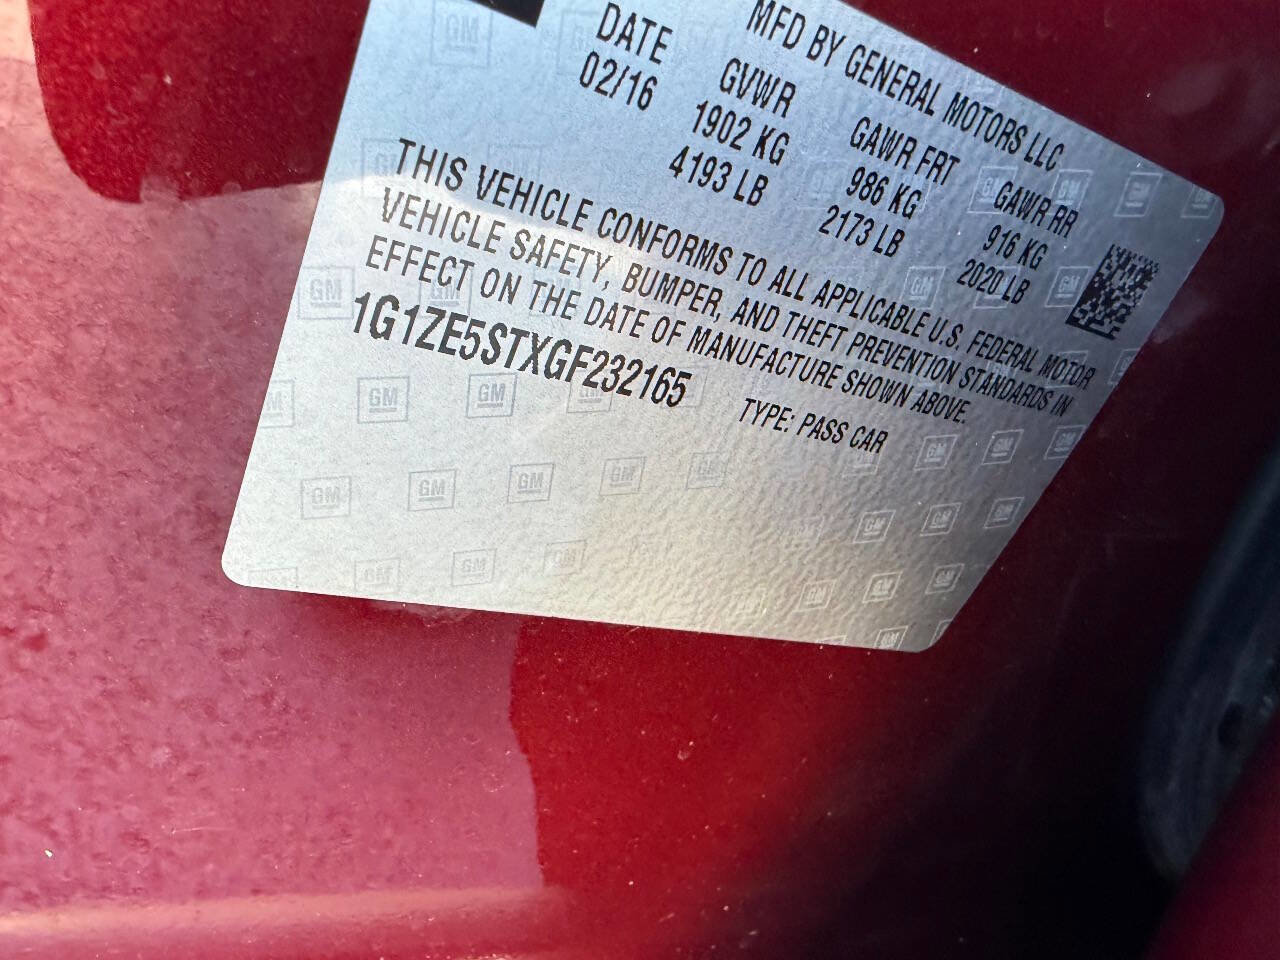 MFD BY GENERAL MOTORS LLC
DATE GVWR GAWR FRT GAWR RR
02/16 1902 KG 986 KG 916 KG
4193 LB 2173 LB 2020 LB
THIS VEHICLE CONFORMS TO ALL APPLICABLE U.S. FEDERAL MOTOR
VEHICLE SAFETY, BUMPER, AND THEFT PREVENTION STANDARDS IN
EFFECT ON THE DATE OF MANUFACTURE SHOWN ABOVE.
1G1ZE5STXGF232165 TYPE: PASS CAR